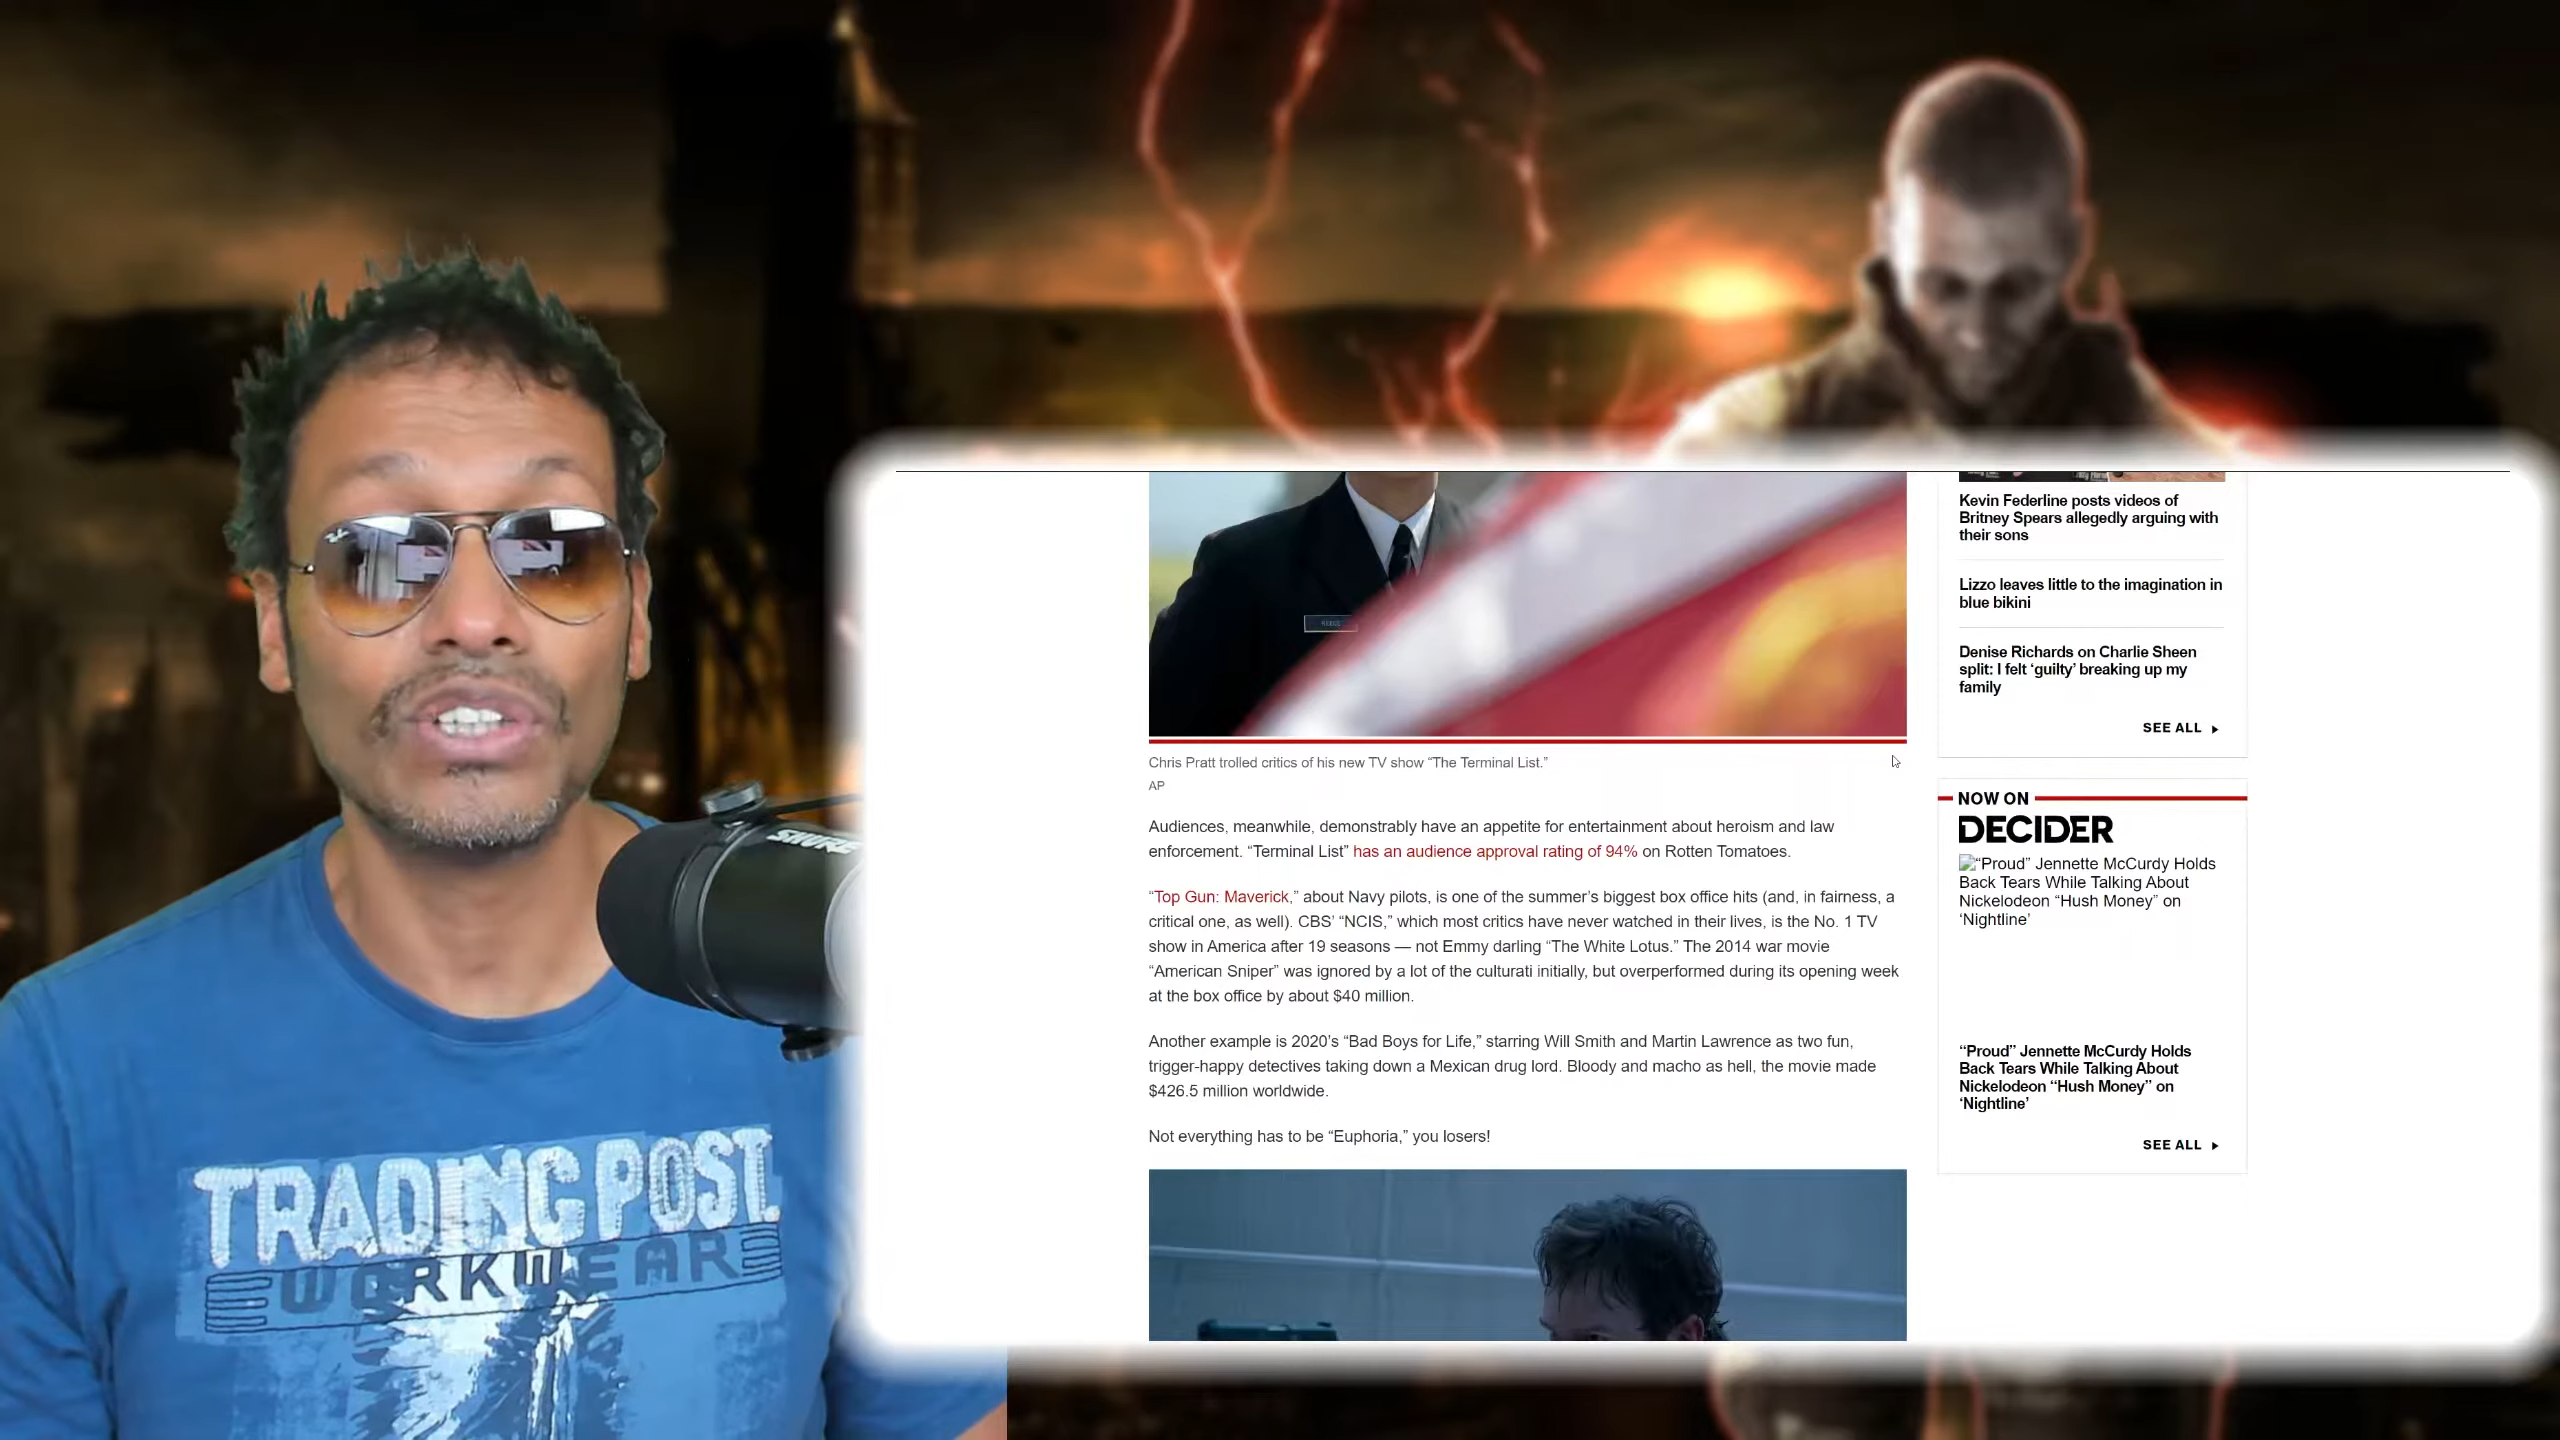 SHURE
TRADING POST
WORKWEAR
REECE
Chris Pratt trolled critics of his new TV show “The Terminal List.”
AP
Audiences, meanwhile, demonstrably have an appetite for entertainment about heroism and law
enforcement. “Terminal List” has an audience approval rating of 94% on Rotten Tomatoes.
“Top Gun: Maverick,” about Navy pilots, is one of the summer’s biggest box office hits (and, in fairness, a
critical one, as well). CBS’ “NCIS,” which most critics have never watched in their lives, is the No. 1 TV
show in America after 19 seasons — not Emmy darling “The White Lotus.” The 2014 war movie
“American Sniper” was ignored by a lot of the culturati initially, but overperformed during its opening week
at the box office by about $40 million.
Another example is 2020’s “Bad Boys for Life,” starring Will Smith and Martin Lawrence as two fun,
trigger-happy detectives taking down a Mexican drug lord. Bloody and macho as hell, the movie made
$426.5 million worldwide.
Not everything has to be “Euphoria,” you losers!
Kevin Federline posts videos of
Britney Spears allegedly arguing with
their sons
Lizzo leaves little to the imagination in
blue bikini
Denise Richards on Charlie Sheen
split: I felt ‘guilty’ breaking up my
family
SEE ALL
NOW ON
DECIDER
“Proud” Jennette McCurdy Holds
Back Tears While Talking About
Nickelodeon “Hush Money” on
‘Nightline’
“Proud” Jennette McCurdy Holds
Back Tears While Talking About
Nickelodeon “Hush Money” on
‘Nightline’
SEE ALL